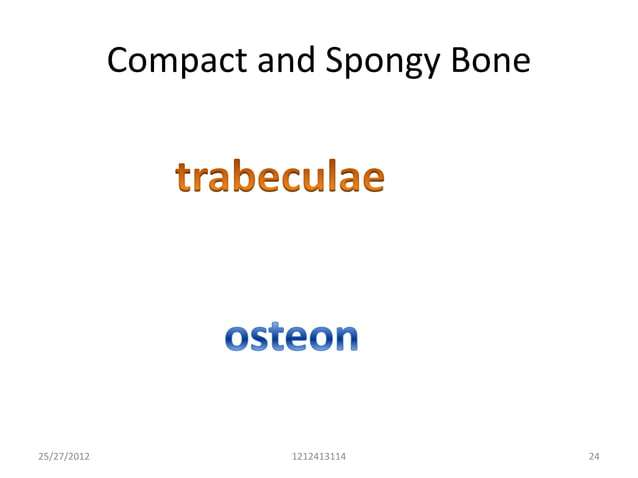 Compact and Spongy Bone
trabeculae
osteon
25/27/2012 1212413114 24